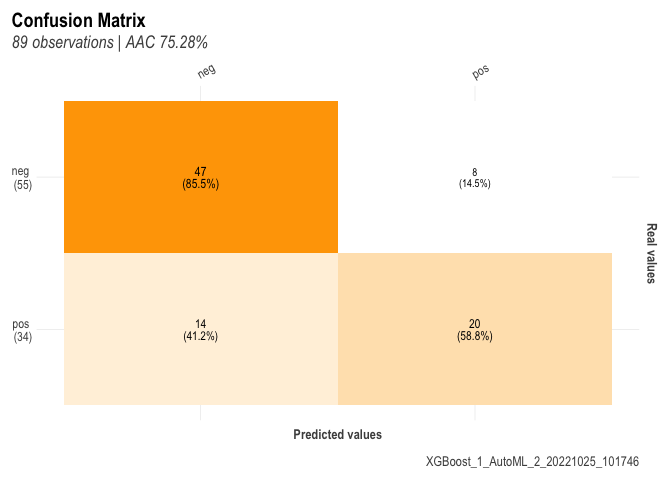 Confusion Matrix
89 observations | AAC 75.28%
neg
pos
neg
(55)
47
(85.5%)
8
(14.5%)
Real values
pos
(34)
14
(41.2%)
20
(58.8%)
Predicted values
XGBoost_1_AutoML_2_20221025_101746